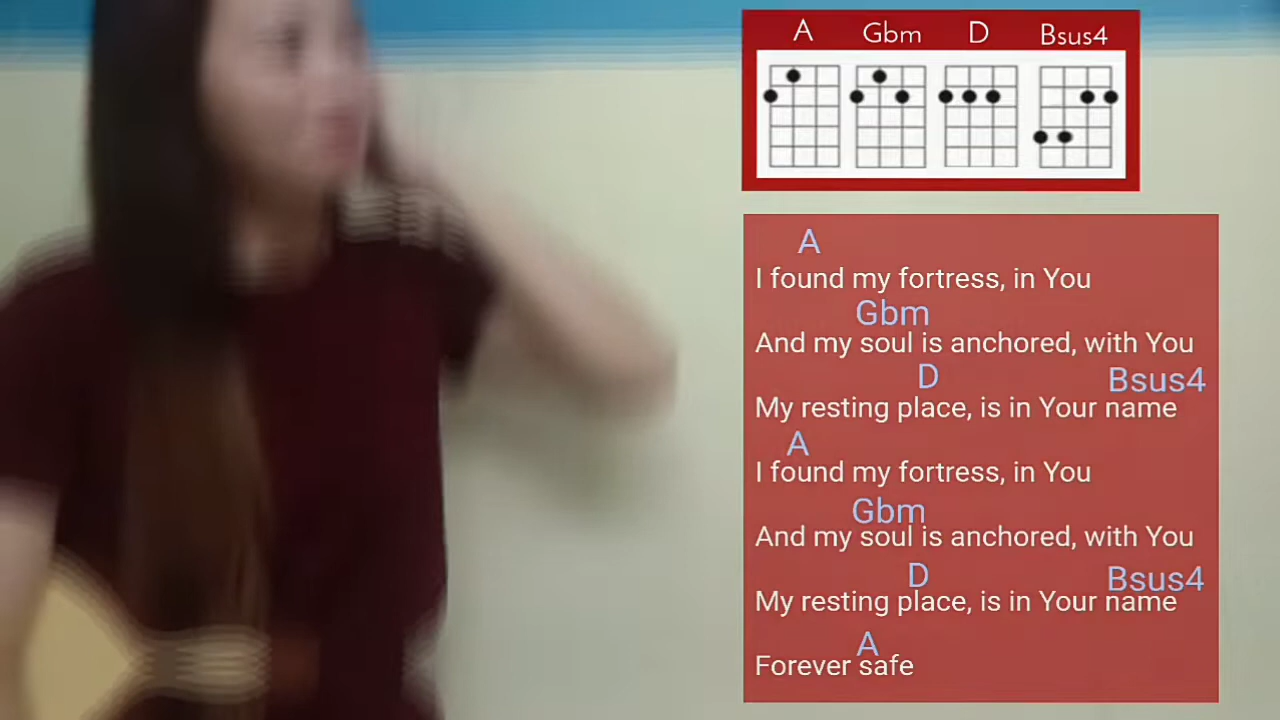 A Gbm D Bsus4
A
I found my fortress, in You
Gbm
And my soul is anchored, with You
D Bsus4
My resting place, is in Your name
A
I found my fortress, in You
Gbm
And my soul is anchored, with You
D Bsus4
My resting place, is in Your name
A
Forever safe